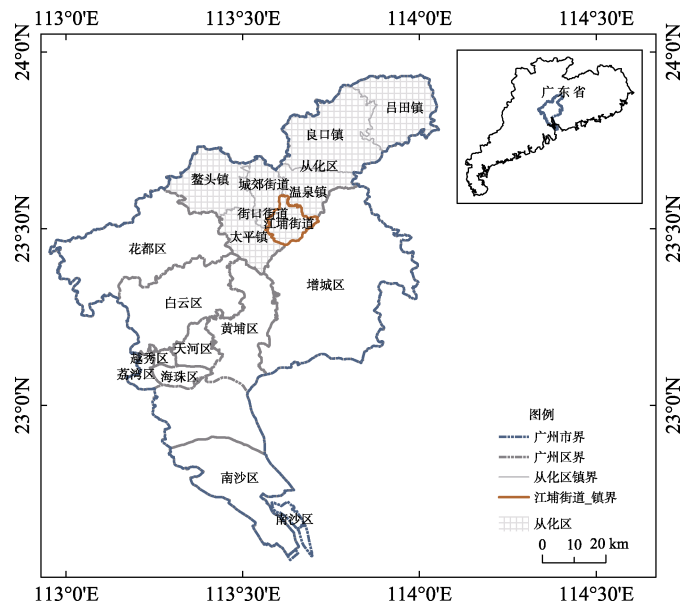 113°0′E
113°30′E
114°0′E
114°30′E
24°0′N
24°0′N
广东省
吕田镇
良口镇
从化区
鳌头镇
城郊街道
温泉镇
街口街道
江埔街道
23°30′N
太平镇
23°30′N
花都区
增城区
白云区
黄埔区
天河区
越秀区
荔湾区
海珠区
23°0′N
23°0′N
南沙区
南沙区
图例
广州市界
广州区界
从化区镇界
江埔街道_镇界
从化区
0 10 20 km
113°0′E
113°30′E
114°0′E
114°30′E